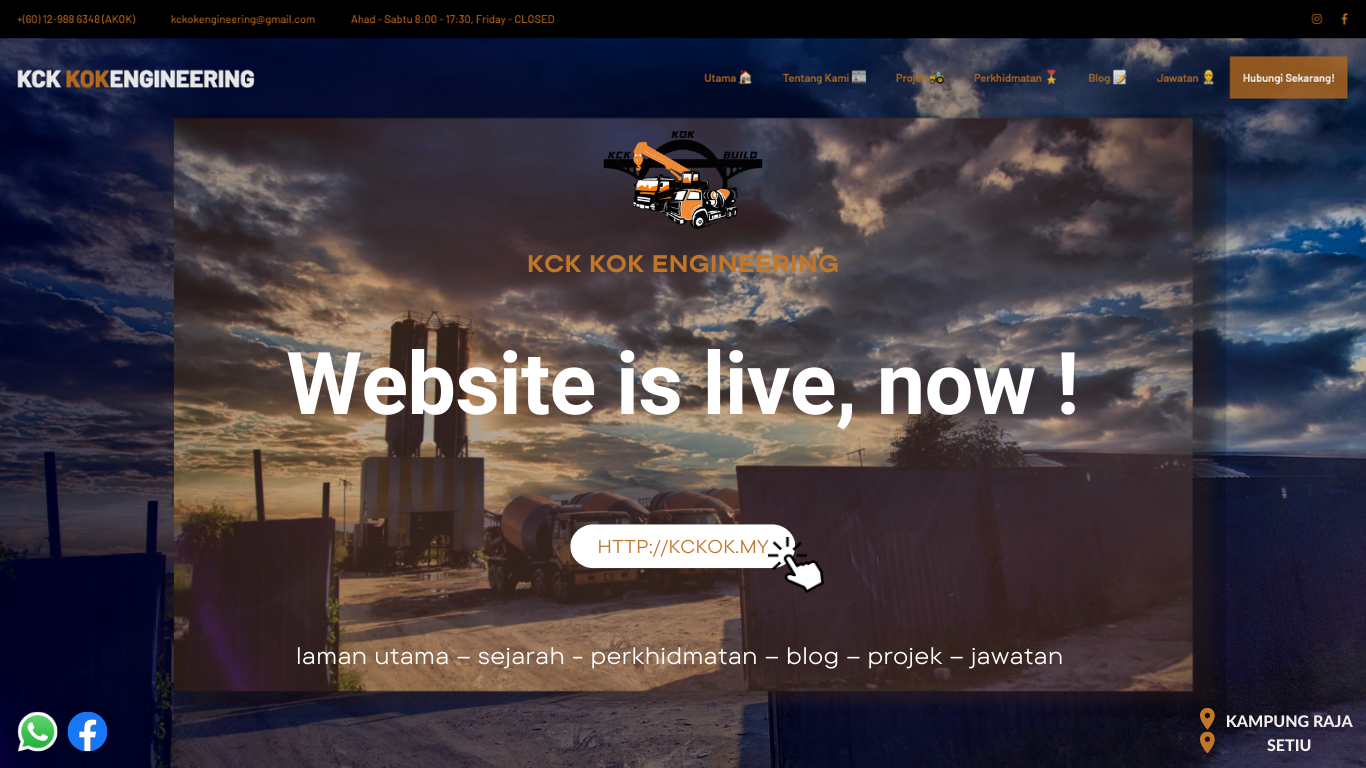 +(60) 12-988 6348 (AKOK) kckokengineering@gmail.com Ahad - Sabtu 8:00 - 17:30, Friday - CLOSED
KCK KOKENGINEERING
Utama Tentang Kami Projek Perkhidmatan Blog Jawatan Hubungi Sekarang!
KOK
KCK BUILD
KCK KOK ENGINEERING
Website is live, now !
HTTP://KCKOK.MY
laman utama – sejarah – perkhidmatan – blog – projek – jawatan
KAMPUNG RAJA
SETIU